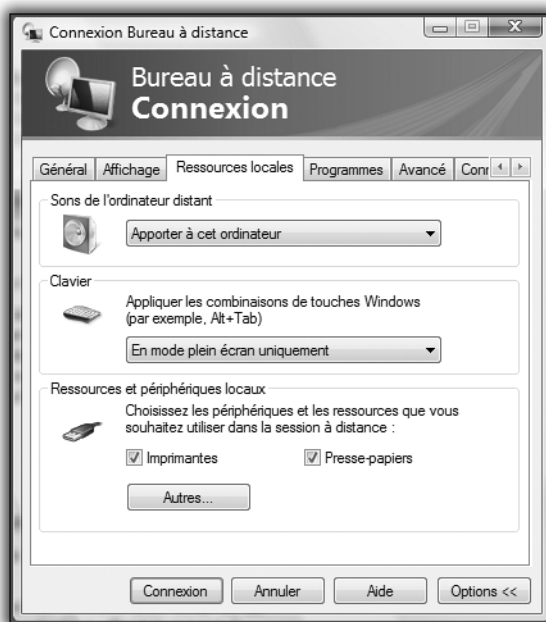 Connexion Bureau à distance
Bureau à distance
Connexion
Général Affichage Ressources locales Programmes Avancé
Sons de l'ordinateur distant
Apporter à cet ordinateur
Clavier
Appliquer les combinaisons de touches Windows
(par exemple, Alt+Tab)
En mode plein écran uniquement
Ressources et périphériques locaux
Choisissez les périphériques et les ressources que vous
souhaitez utiliser dans la session à distance :
Imprimantes Presse-papiers
Autres...
Connexion Annuler Aide Options <<